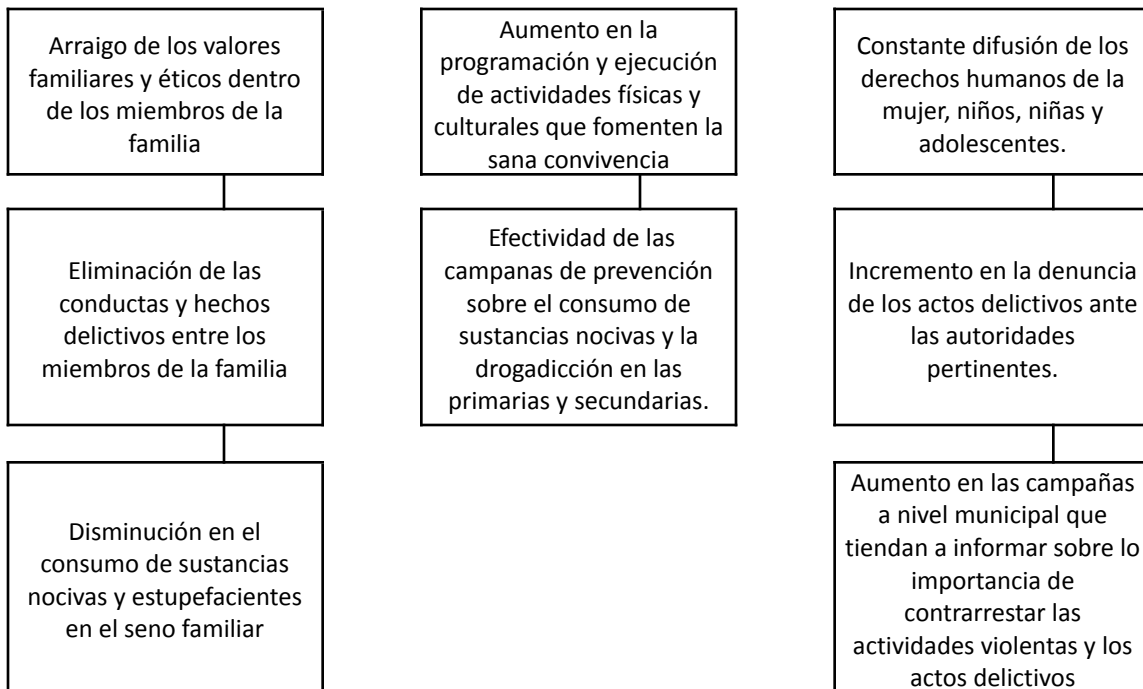 Arraigo de los valores
familiares y éticos dentro
de los miembros de la
familia
Eliminación de las
conductas y hechos
delictivos entre los
miembros de la familia
Disminución en el
consumo de sustancias
nocivas y estupefacientes
en el seno familiar
Aumento en la
programación y ejecución
de actividades físicas y
culturales que fomenten la
sana convivencia
Efectividad de las
campanas de prevención
sobre el consumo de
sustancias nocivas y la
drogadicción en las
primarias y secundarias.
Constante difusión de los
derechos humanos de la
mujer, niños, niñas y
adolescentes.
Incremento en la denuncia
de los actos delictivos ante
las autoridades
pertinentes.
Aumento en las campañas
a nivel municipal que
tiendan a informar sobre lo
importancia de
contrarrestar las
actividades violentas y los
actos delictivos